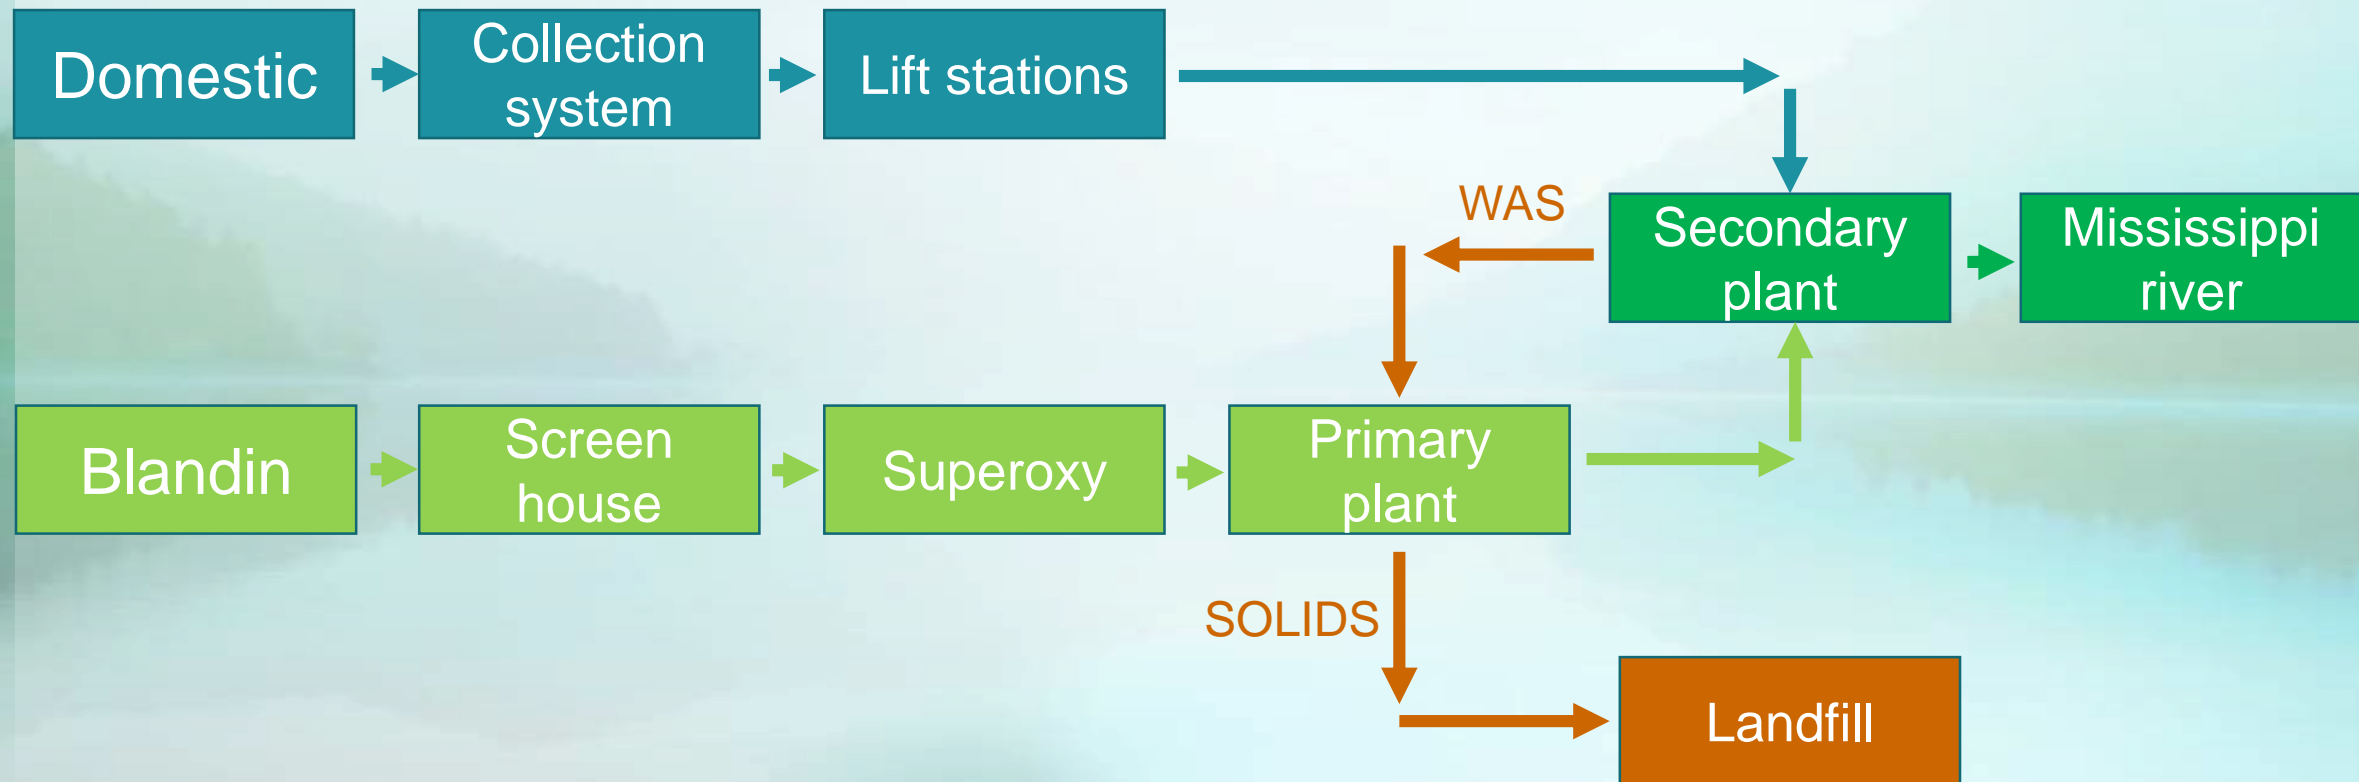 Domestic
Collection
system
Lift stations
WAS
Secondary
plant
Mississippi
river
Blandin
Screen
house
Superoxy
Primary
plant
SOLIDS
Landfill